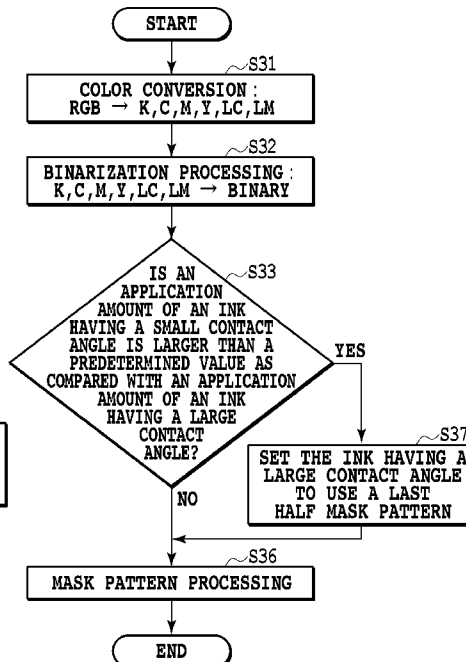 START
S31
COLOR CONVERSION:
RGB → K,C,M,Y,LC,LM
S32
BINARIZATION PROCESSING:
K,C,M,Y,LC,LM → BINARY
S33
IS AN
APPLICATION
AMOUNT OF AN INK
HAVING A SMALL CONTACT
ANGLE IS LARGER THAN A
PREDETERMINED VALUE AS
COMPARED WITH AN APPLICATION
AMOUNT OF AN INK
HAVING A LARGE
CONTACT
ANGLE?
YES
S37
SET THE INK HAVING A
LARGE CONTACT ANGLE
TO USE A LAST
HALF MASK PATTERN
NO
S36
MASK PATTERN PROCESSING
END